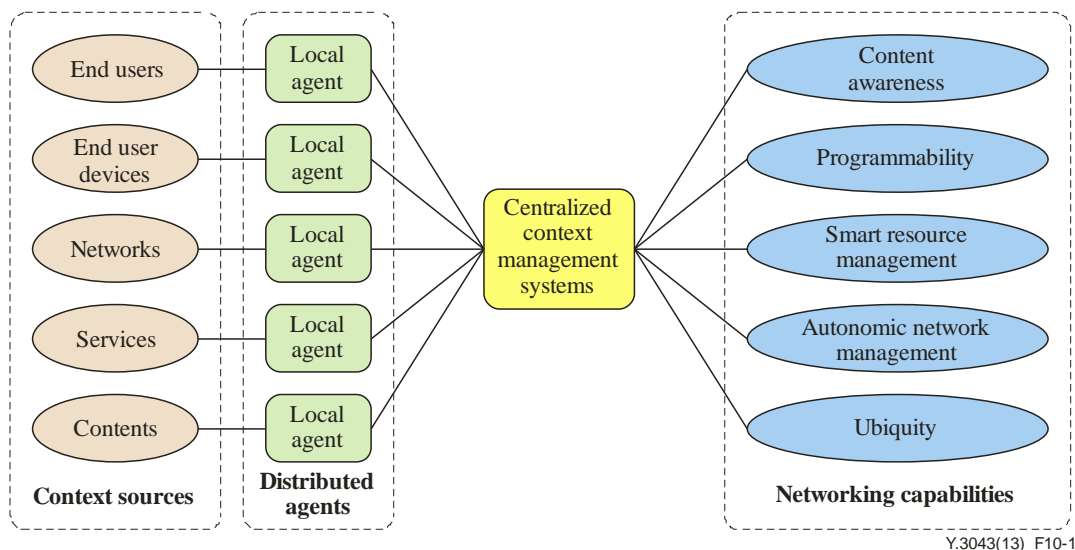 End users
End user
devices
Networks
Services
Contents
Context sources
Local
agent
Local
agent
Local
agent
Local
agent
Local
agent
Distributed
agents
Centralized
context
management
systems
Content
awareness
Programmability
Smart resource
management
Autonomic network
management
Ubiquity
Networking capabilities
Y.3043(13)_F10-1